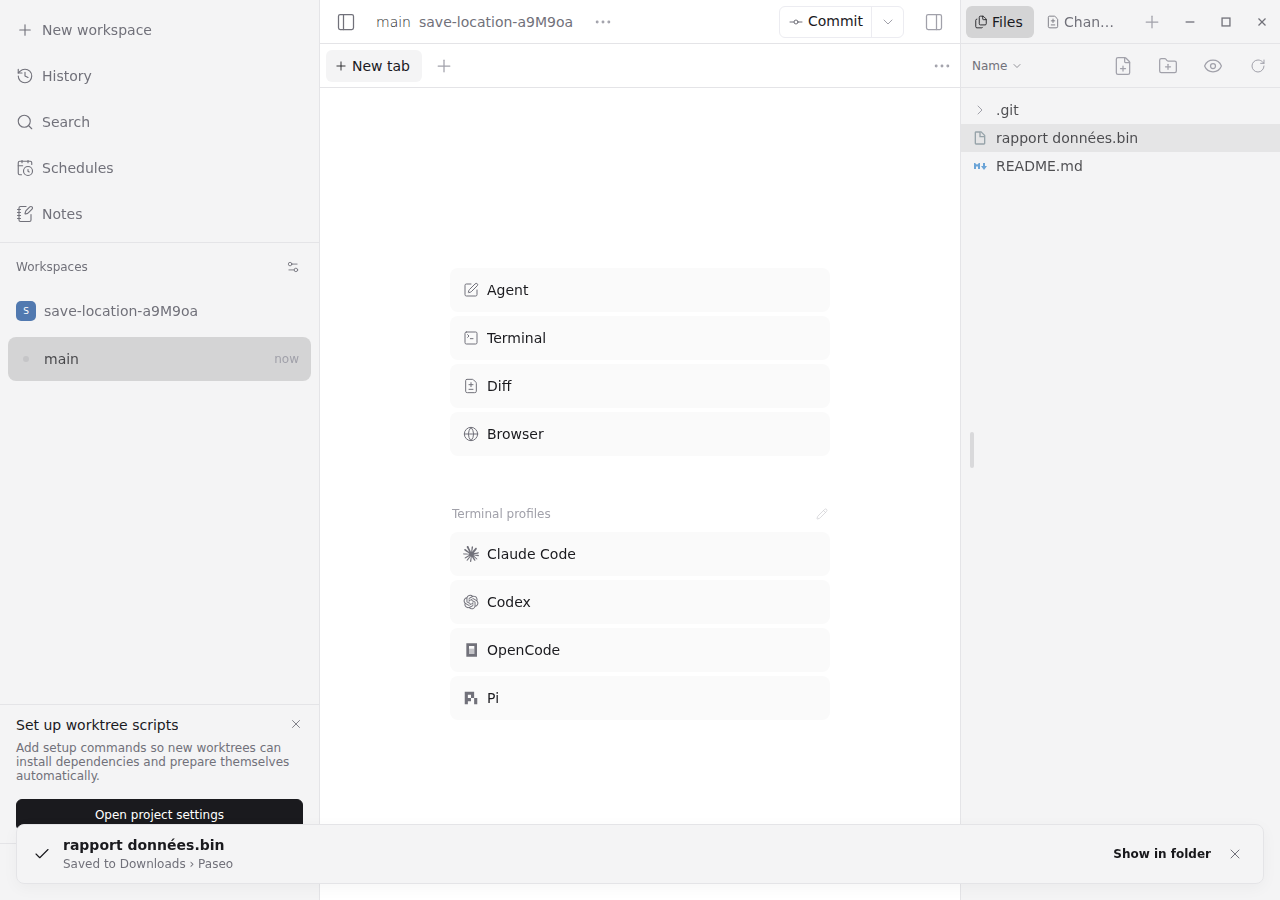 New workspace
History
Search
Schedules
Notes
Workspaces
S
save-location-a9M9oa
main
now
Set up worktree scripts
Add setup commands so new worktrees can
install dependencies and prepare themselves
automatically.
Open project settings
main save-location-a9M9oa
Commit
New tab
Agent
Terminal
Diff
Browser
Terminal profiles
Claude Code
Codex
OpenCode
Pi
Files
Chan...
Name
.git
rapport données.bin
README.md
rapport données.bin
Saved to Downloads › Paseo
Show in folder